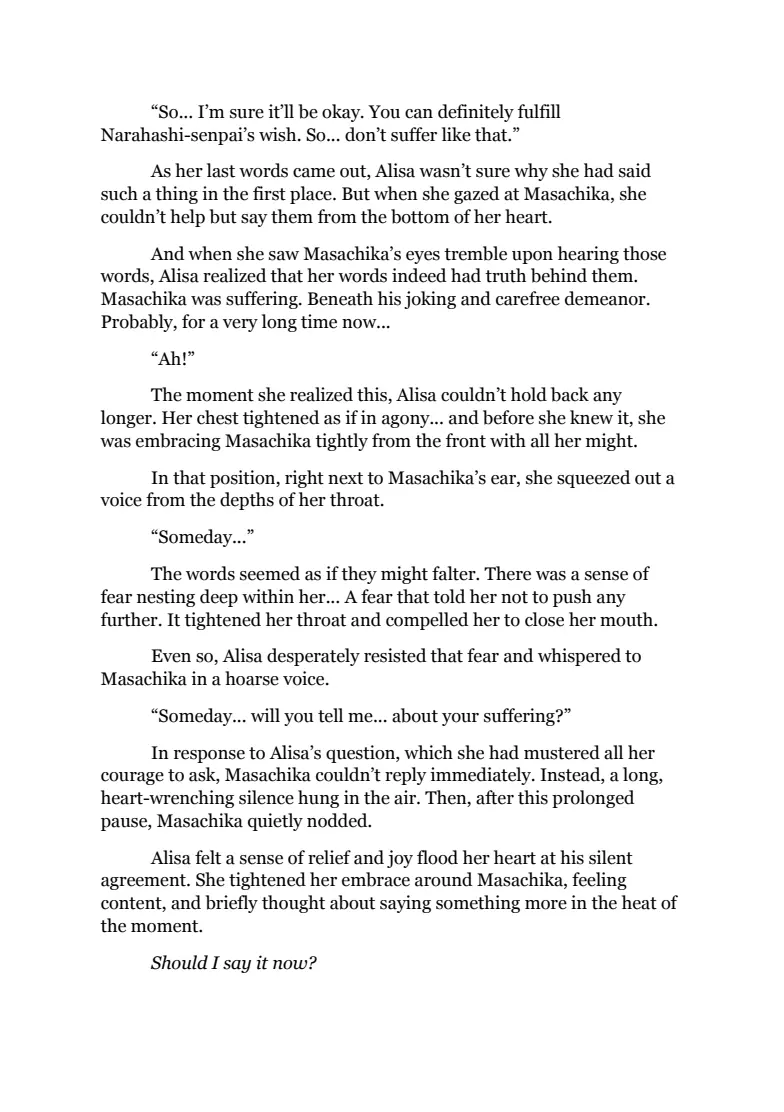 “So... I’m sure it’ll be okay. You can definitely fulfill
Narahashi-senpai’s wish. So... don’t suffer like that.”
As her last words came out, Alisa wasn’t sure why she had said
such a thing in the first place. But when she gazed at Masachika, she
couldn’t help but say them from the bottom of her heart.
And when she saw Masachika’s eyes tremble upon hearing those
words, Alisa realized that her words indeed had truth behind them.
Masachika was suffering. Beneath his joking and carefree demeanor.
Probably, for a very long time now...
“Ah!”
The moment she realized this, Alisa couldn’t hold back any
longer. Her chest tightened as if in agony... and before she knew it, she
was embracing Masachika tightly from the front with all her might.
In that position, right next to Masachika’s ear, she squeezed out a
voice from the depths of her throat.
“Someday...”
The words seemed as if they might falter. There was a sense of
fear nesting deep within her... A fear that told her not to push any
further. It tightened her throat and compelled her to close her mouth.
Even so, Alisa desperately resisted that fear and whispered to
Masachika in a hoarse voice.
“Someday... will you tell me... about your suffering?”
In response to Alisa’s question, which she had mustered all her
courage to ask, Masachika couldn’t reply immediately. Instead, a long,
heart-wrenching silence hung in the air. Then, after this prolonged
pause, Masachika quietly nodded.
Alisa felt a sense of relief and joy flood her heart at his silent
agreement. She tightened her embrace around Masachika, feeling
content, and briefly thought about saying something more in the heat of
the moment.
Should I say it now?